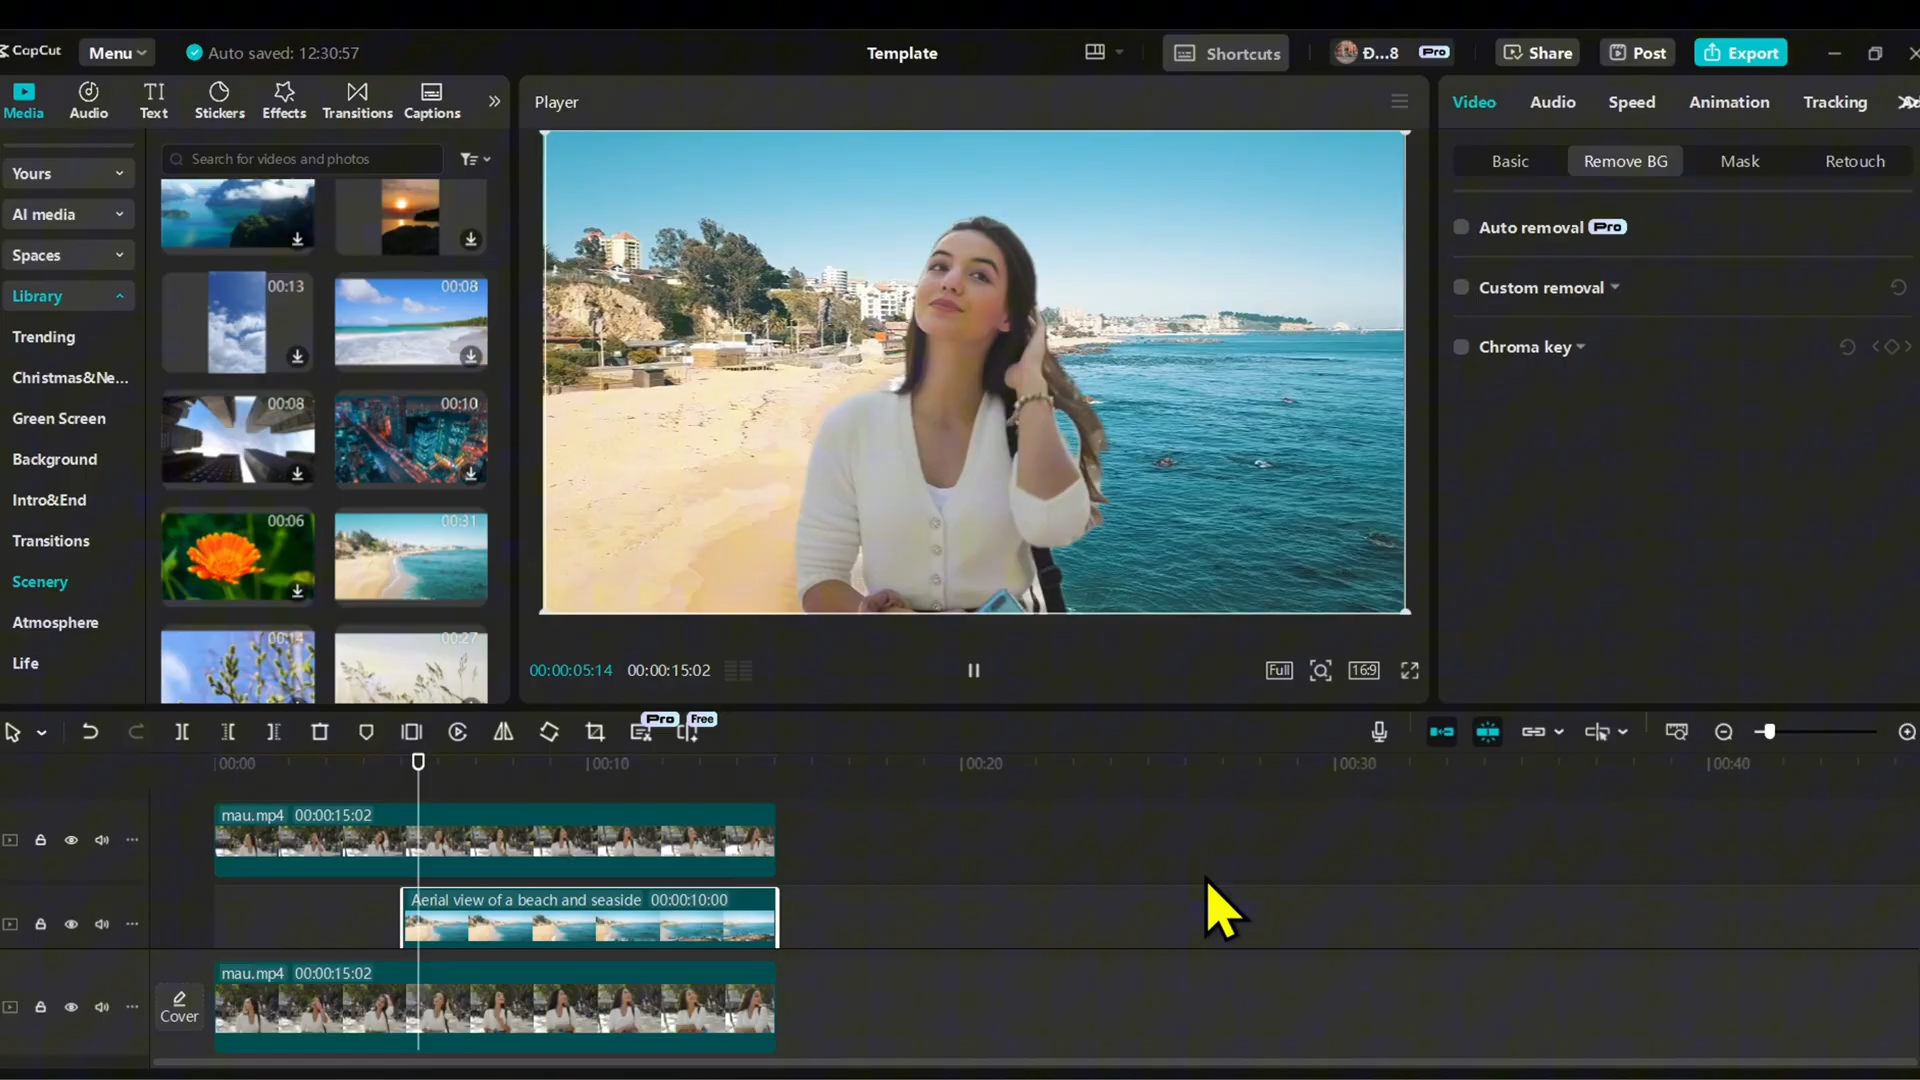 CapCut
Menu
Auto saved: 12:30:57
Template
Shortcuts
Đ...8
Pro
Share
Post
Export
Media
Audio
Text
Stickers
Effects
Transitions
Captions
Player
Video
Audio
Speed
Animation
Tracking
Yours
AI media
Spaces
Library
Trending
Christmas&Ne...
Green Screen
Background
Intro&End
Transitions
Scenery
Atmosphere
Life
Search for videos and photos
00:13
00:08
00:08
00:10
00:06
00:31
00:14
00:27
Basic
Remove BG
Mask
Retouch
Auto removal Pro
Custom removal
Chroma key
00:00:05:14
00:00:15:02
Full
16:9
Pro
Free
00:00
00:10
00:20
00:30
00:40
mau.mp4 00:00:15:02
Aerial view of a beach and seaside 00:00:10:00
mau.mp4 00:00:15:02
Cover